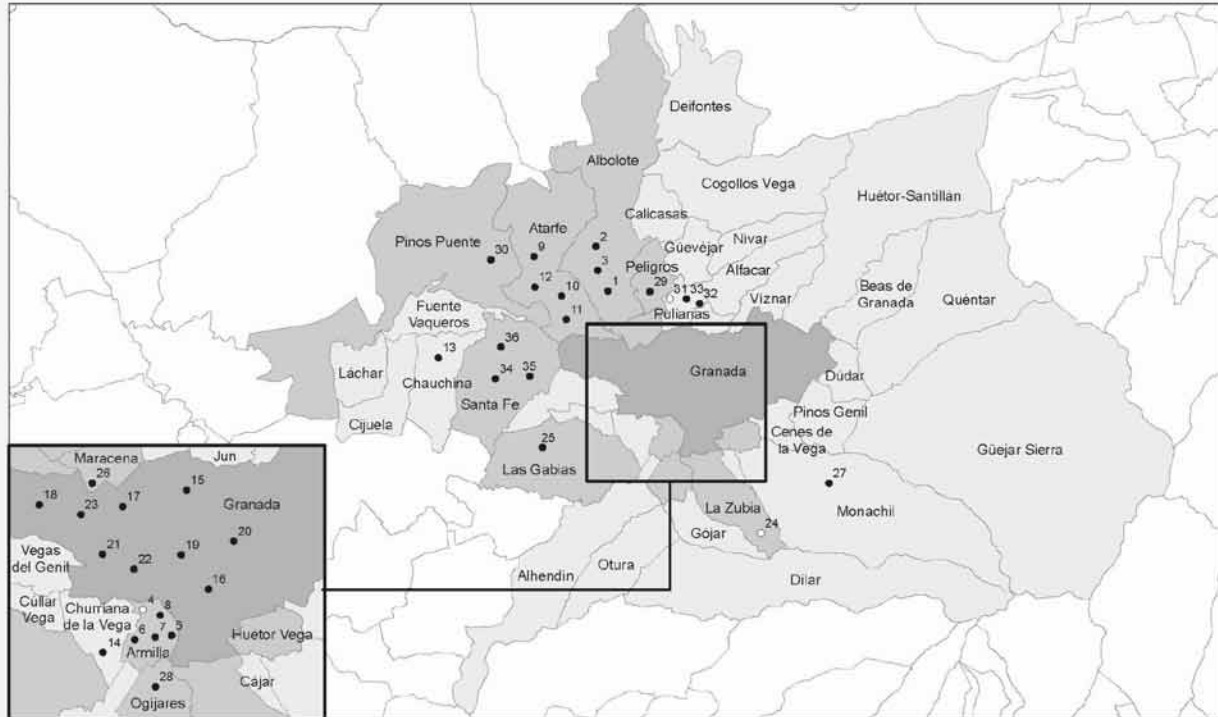 Deifontes
Albolote
Cogollos Vega
Huétor-Santillán
Calicasas
Pinos Puente
30
Atarfe
9
2
Güevéjar
Nívar
3
Peligros
Alfacar
Beas de
Granada
Quéntar
12
10
1
29
31
33
32
Pulianas
Víznar
11
Fuente
Vaqueros
13
36
Láchar
Chauchina
34
35
Granada
Dúdar
Santa Fe
Cijuela
Pinos Genil
Cenes de
la Vega
Güejar Sierra
25
Las Gabias
27
Monachil
La Zubia
24
Gójar
Otura
Alhendin
Dílar
Maracena
Jun
26
15
18
23
17
Granada
20
21
22
19
Vegas
del Genit
16
Cúllar
Vega
Churriana
de la Vega
4
8
6
7
5
14
Armilla
Huétor Vega
28
Cájar
Ogíjares